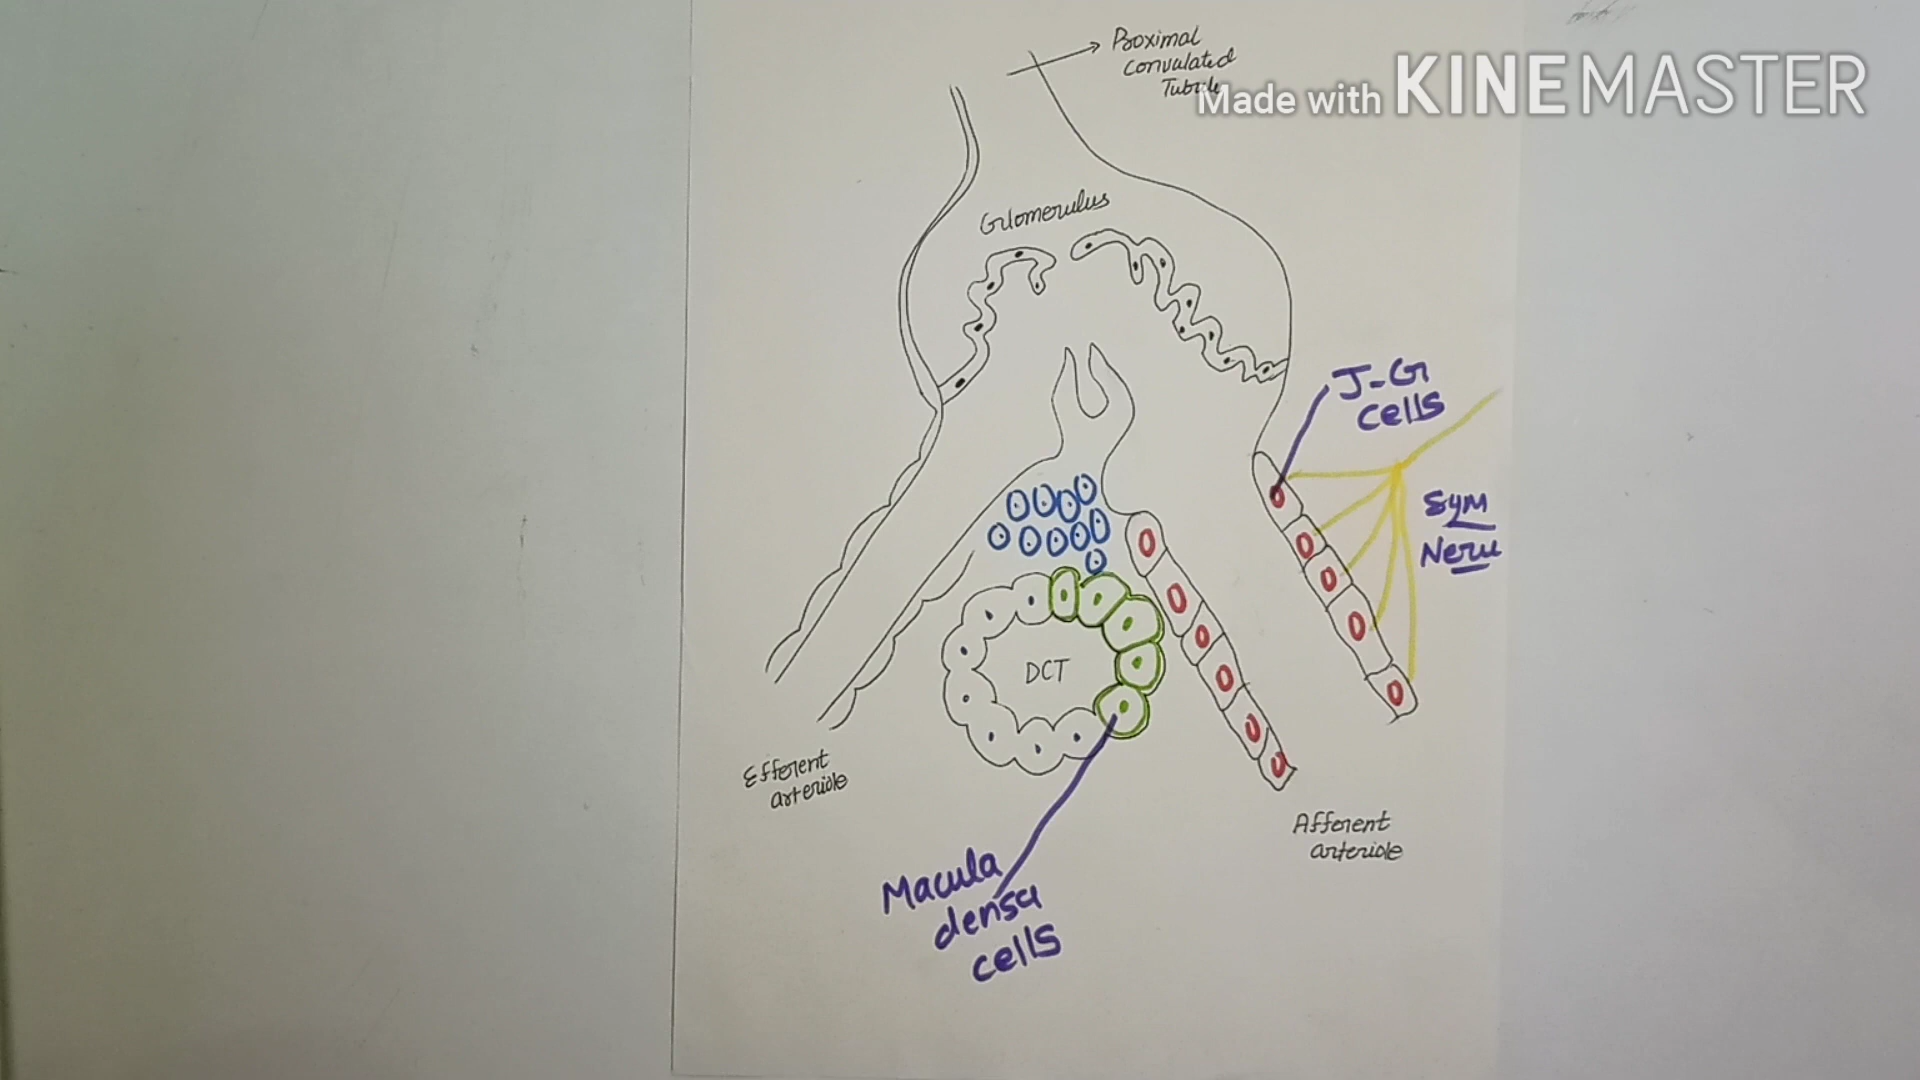 Proximal
convulated
Tubule
Made with KINEMASTER
Glomerulus
J-G
cells
Sym
Nerve
DCT
Efferent
arteriole
Afferent
arteriole
Macula
densa
cells